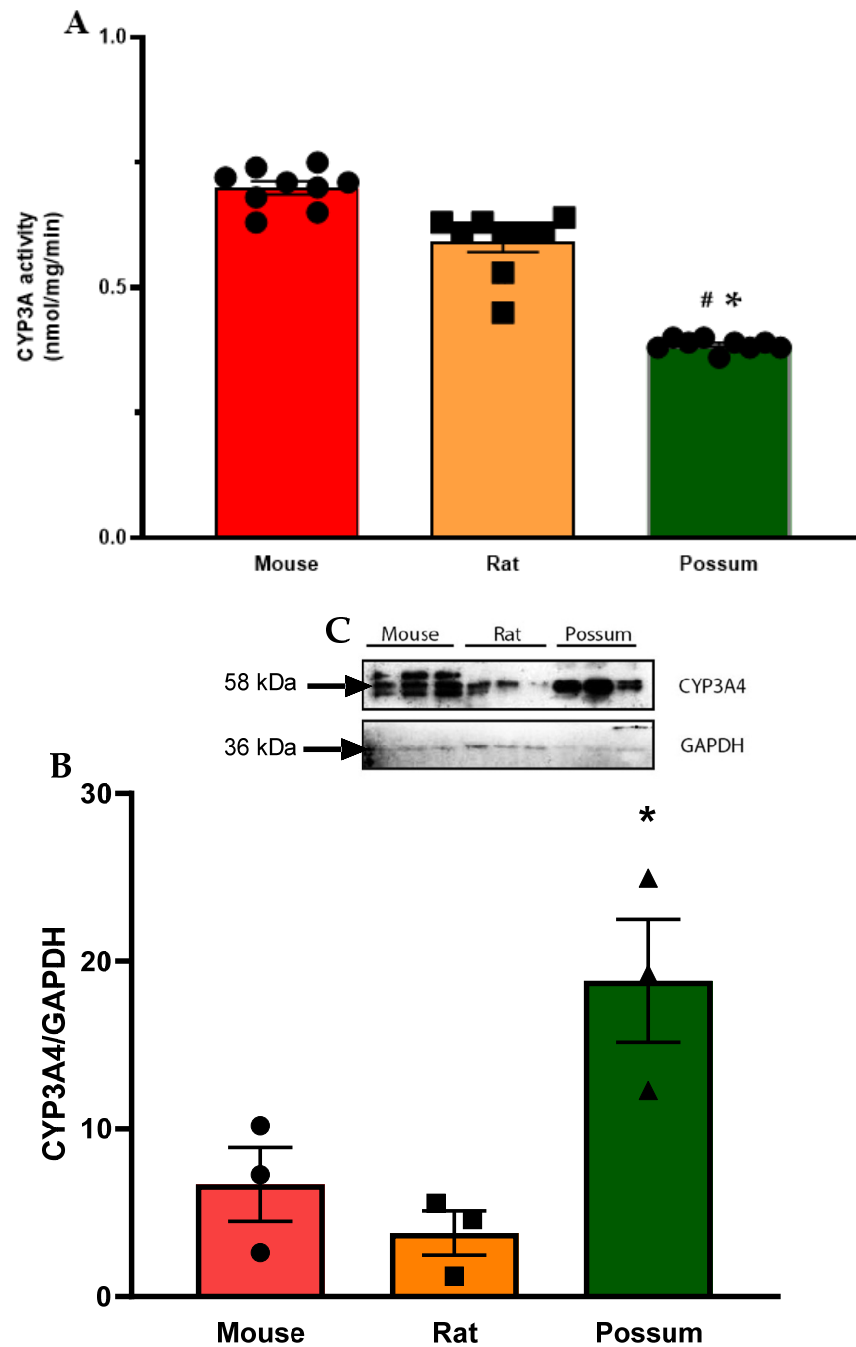 A
1.0
0.5
0.0
CYP3A activity
(nmol/mg/min)
# *
Mouse
Rat
Possum
C
Mouse
Rat
Possum
58 kDa
CYP3A4
36 kDa
GAPDH
B
30
20
10
0
CYP3A4/GAPDH
*
Mouse
Rat
Possum